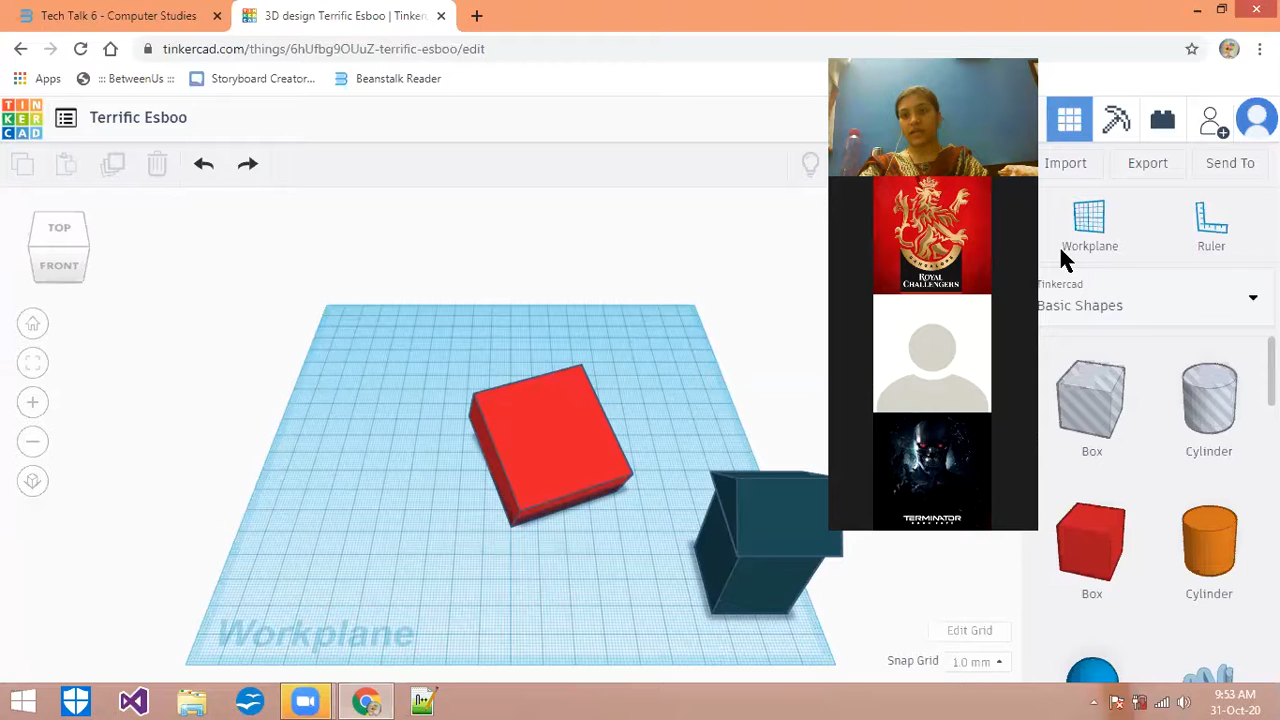 Tech Talk 6 - Computer Studies
3D design Terrific Esboo | Tinker
tinkercad.com/things/6hUfbg9OUuZ-terrific-esboo/edit
Apps
::: BetweenUs :::
Storyboard Creator...
Beanstalk Reader
TIN
KER
CAD
Terrific Esboo
Import
Export
Send To
TOP
FRONT
Workplane
Ruler
Tinkercad
Basic Shapes
ROYAL
CHALLENGERS
Box
Cylinder
TERMINATOR
Box
Cylinder
Workplane
Edit Grid
Snap Grid
1.0 mm
9:53 AM
31-Oct-20